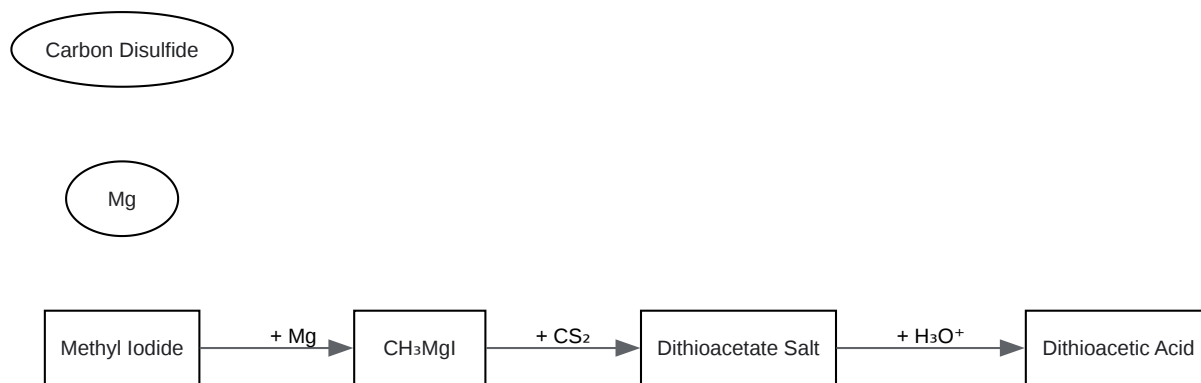 Carbon Disulfide
Mg
Methyl Iodide
+ Mg
CH₃MgI
+ CS₂
Dithioacetate Salt
+ H₃O⁺
Dithioacetic Acid